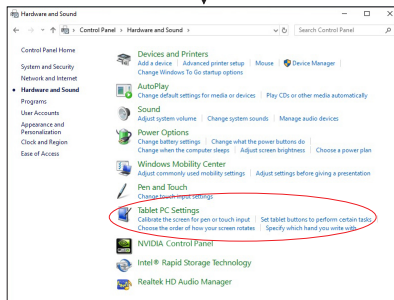 Hardware and Sound
Control Panel > Hardware and Sound >
Search Control Panel
Control Panel Home
System and Security
Network and Internet
Hardware and Sound
Programs
User Accounts
Appearance and
Personalization
Clock and Region
Ease of Access
Devices and Printers
Add a device | Advanced printer setup | Mouse | Device Manager |
Change Windows To Go startup options
AutoPlay
Change default settings for media or devices | Play CDs or other media automatically
Sound
Adjust system volume | Change system sounds | Manage audio devices
Power Options
Change battery settings | Change what the power buttons do |
Change when the computer sleeps | Adjust screen brightness | Choose a power plan
Windows Mobility Center
Adjust commonly used mobility settings | Adjust settings before giving a presentation
Pen and Touch
Change touch input settings
Tablet PC Settings
Calibrate the screen for pen or touch input | Set tablet buttons to perform certain tasks
Choose the order of how your screen rotates | Specify which hand you write with
NVIDIA Control Panel
Intel® Rapid Storage Technology
Realtek HD Audio Manager